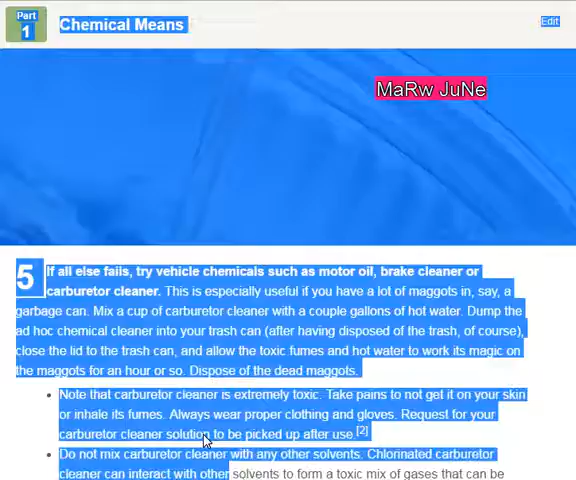 Part
1
Chemical Means
Edit
MaRw JuNe
5
If all else fails, try vehicle chemicals such as motor oil, brake cleaner or
carburetor cleaner. This is especially useful if you have a lot of maggots in, say, a
garbage can. Mix a cup of carburetor cleaner with a couple gallons of hot water. Dump the
ad hoc chemical cleaner into your trash can (after having disposed of the trash, of course),
close the lid to the trash can, and allow the toxic fumes and hot water to work its magic on
the maggots for an hour or so. Dispose of the dead maggots.
• Note that carburetor cleaner is extremely toxic. Take pains to not get it on your skin
or inhale its fumes. Always wear proper clothing and gloves. Request for your
carburetor cleaner solution to be picked up after use.[2]
• Do not mix carburetor cleaner with any other solvents. Chlorinated carburetor
cleaner can interact with other solvents to form a toxic mix of gases that can be